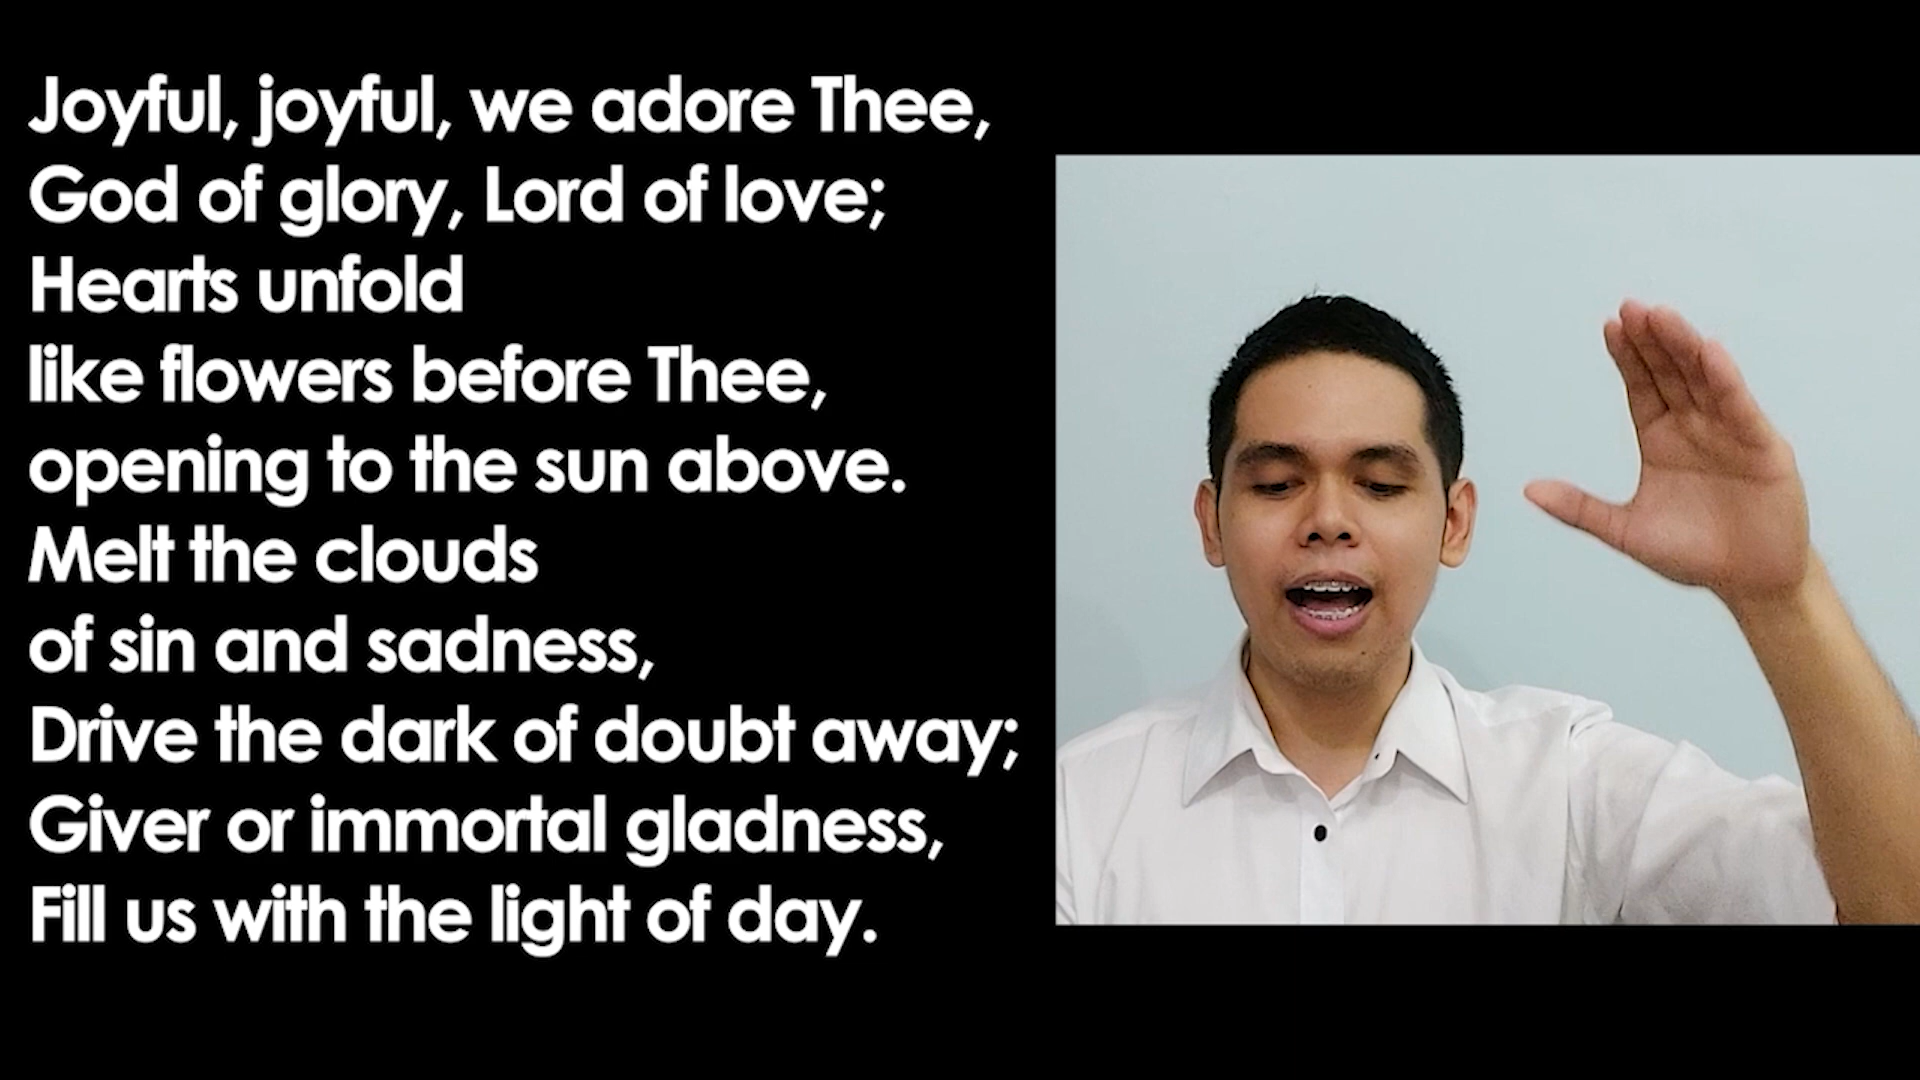 Joyful, joyful, we adore Thee,
God of glory, Lord of love;
Hearts unfold
like flowers before Thee,
opening to the sun above.
Melt the clouds
of sin and sadness,
Drive the dark of doubt away;
Giver or immortal gladness,
Fill us with the light of day.